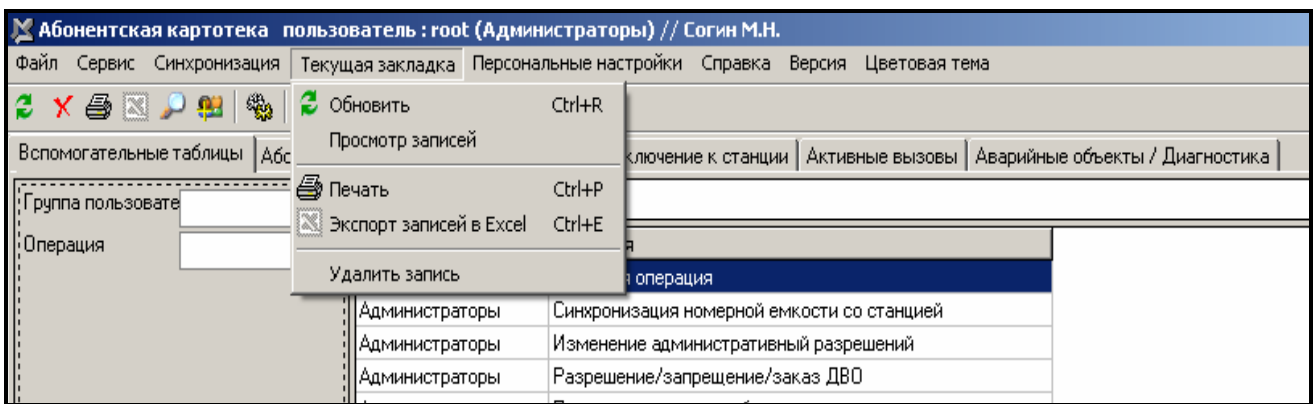 Абонентская картотека пользователь : root (Администраторы) // Согин М.Н.
Файл Сервис Синхронизация Текущая закладка Персональные настройки Справка Версия Цветовая тема
Обновить Ctrl+R
Просмотр записей
Вспомогательные таблицы Абс ключение к станции Активные вызовы Аварийные объекты / Диагностика
Печать Ctrl+P
Группа пользовате
Экспорт записей в Excel Ctrl+E
Операция
Удалить запись
операция
Администраторы Синхронизация номерной емкости со станцией
Администраторы Изменение административный разрешений
Администраторы Разрешение/запрещение/заказ ДВО